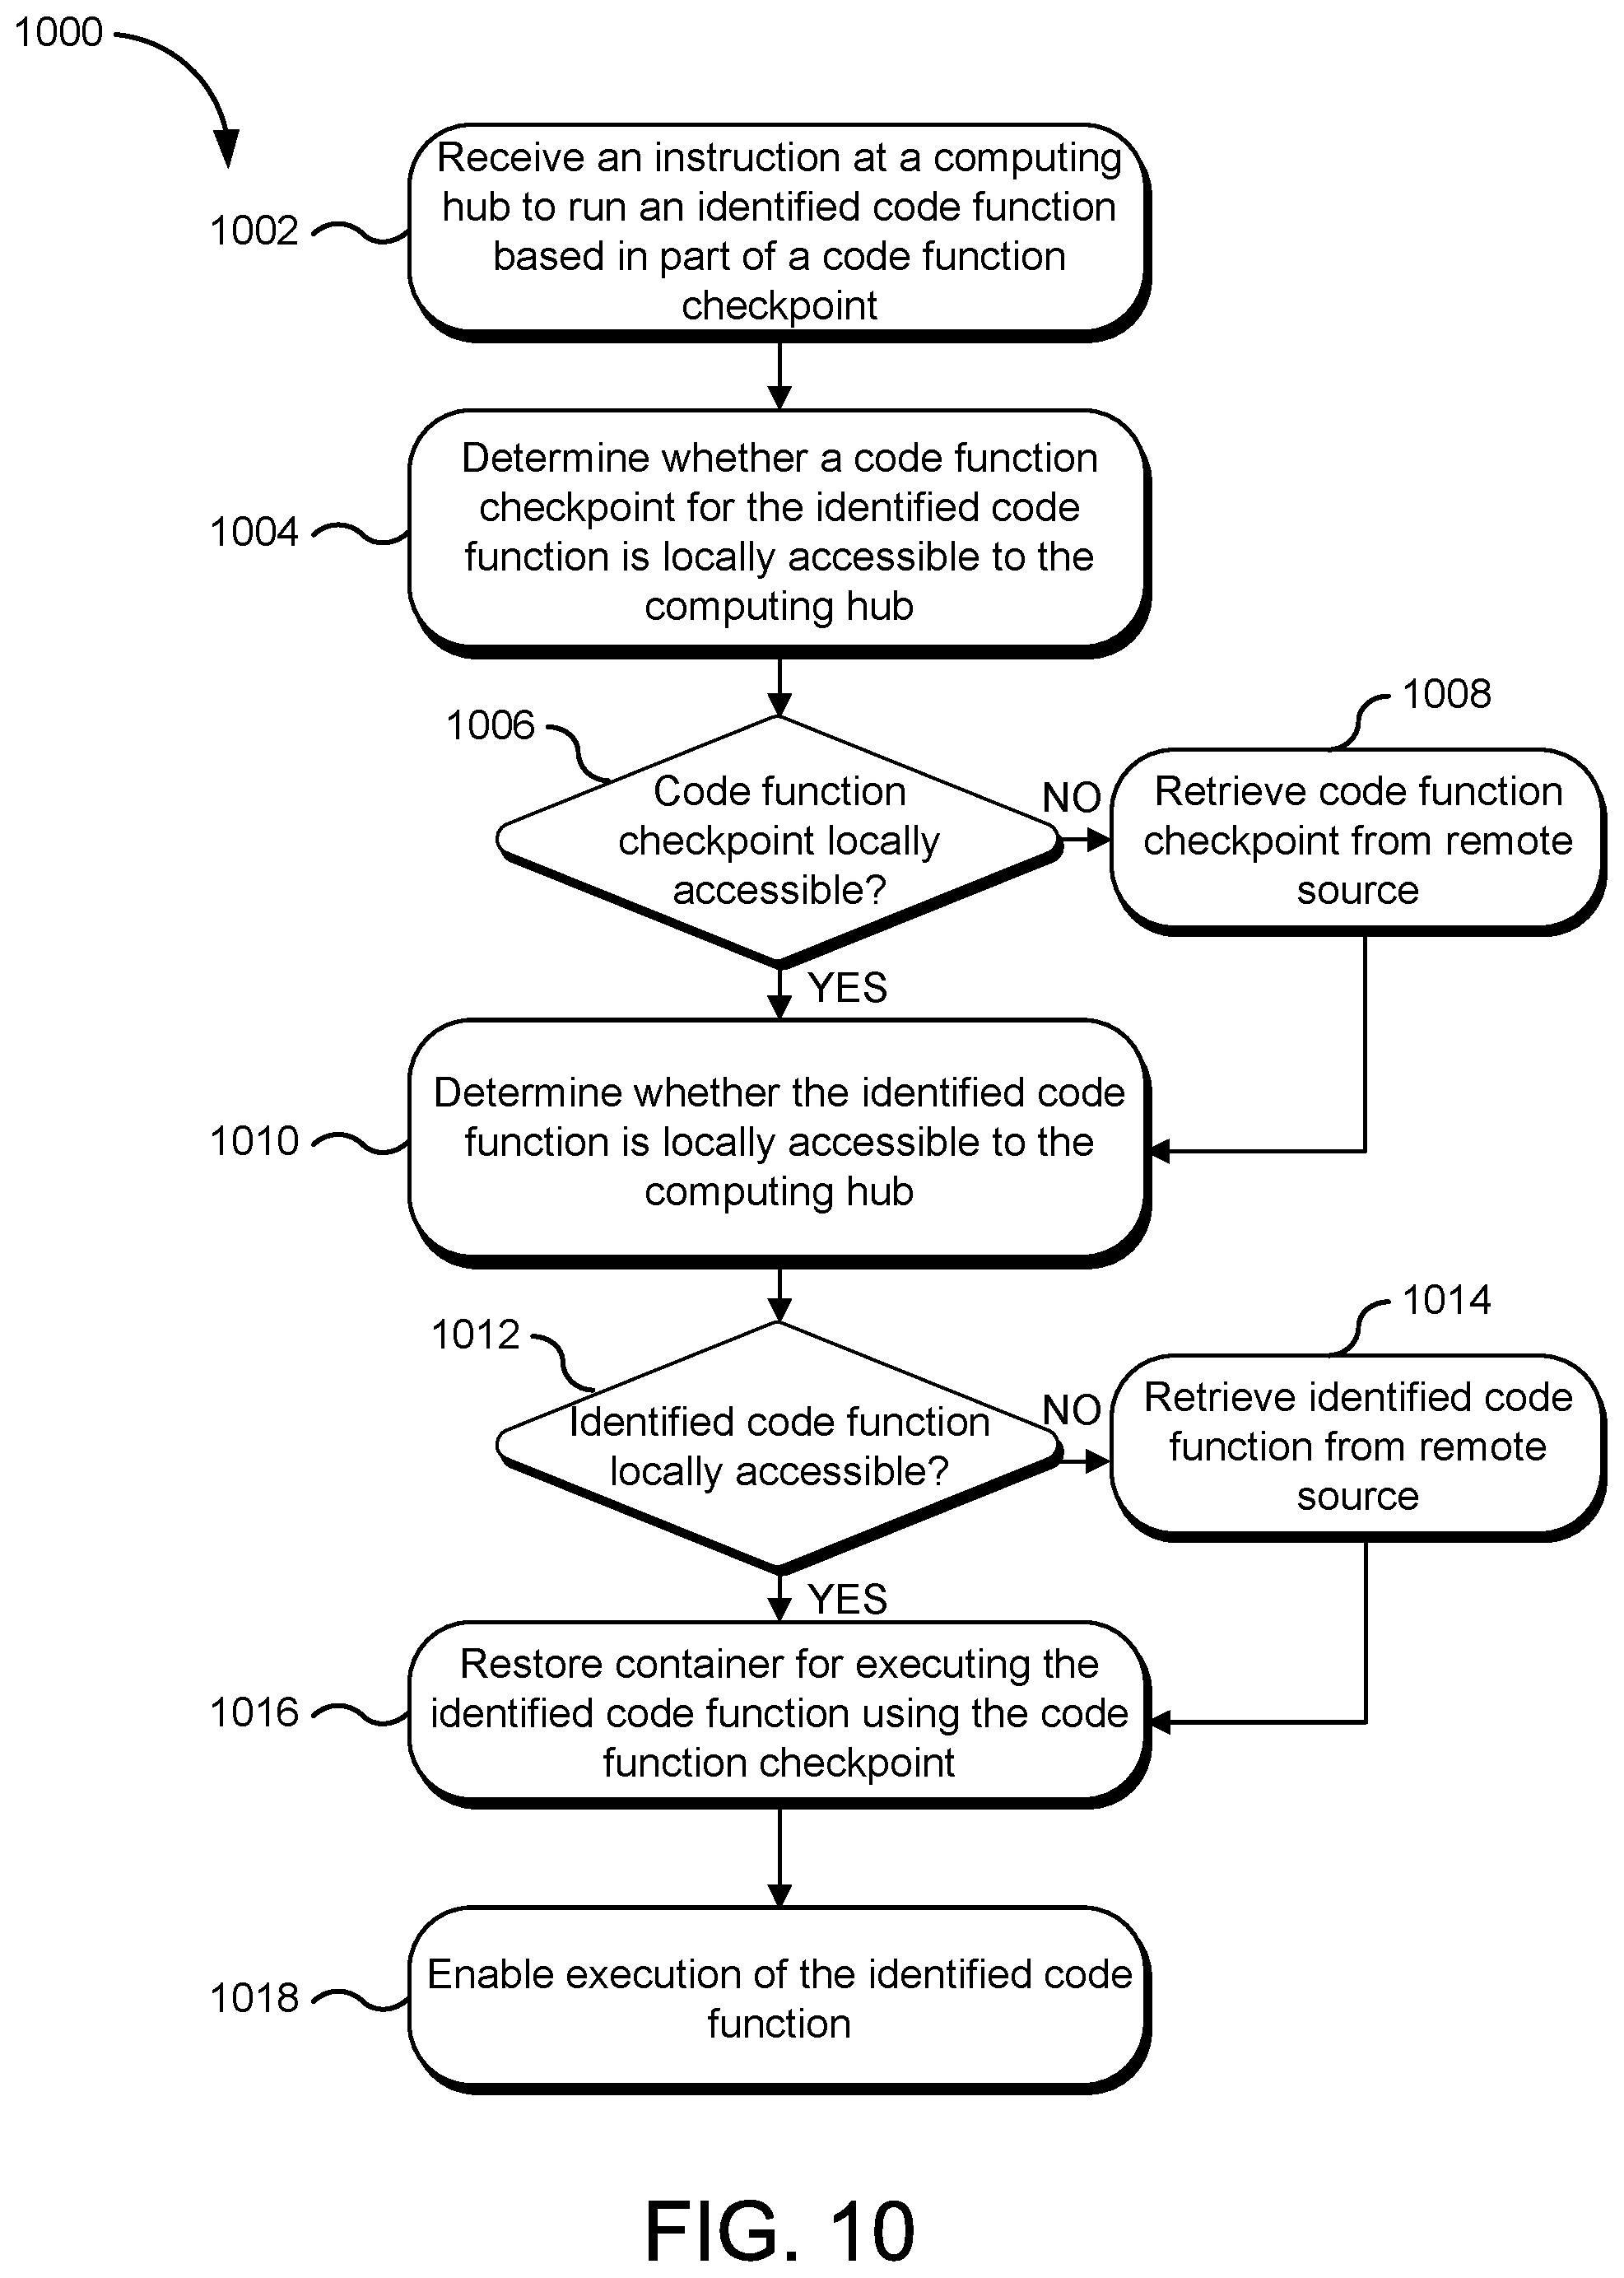 1000
Receive an instruction at a computing
hub to run an identified code function
based in part of a code function
checkpoint
1002
Determine whether a code function
checkpoint for the identified code
function is locally accessible to the
computing hub
1004
1006
Code function
checkpoint locally
accessible?
NO
1008
Retrieve code function
checkpoint from remote
source
YES
Determine whether the identified code
function is locally accessible to the
computing hub
1010
1012
Identified code function
locally accessible?
NO
1014
Retrieve identified code
function from remote
source
YES
Restore container for executing the
identified code function using the code
function checkpoint
1016
Enable execution of the identified code
function
1018
FIG. 10